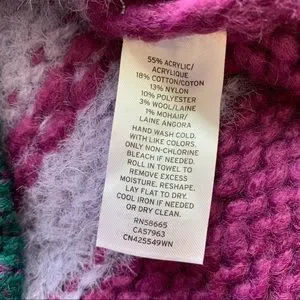 55% ACRYLIC/
ACRYLIQUE
18% COTTON/COTON
13% NYLON
10% POLYESTER
3% WOOL/LAINE
1% MOHAIR/
LAINE ANGORA
HAND WASH COLD.
WITH LIKE COLORS.
ONLY NON-CHLORINE
BLEACH IF NEEDED.
ROLL IN TOWEL TO
REMOVE EXCESS
MOISTURE. RESHAPE.
LAY FLAT TO DRY.
COOL IRON IF NEEDED
OR DRY CLEAN.
RN58665
CA57963
CN425549WN